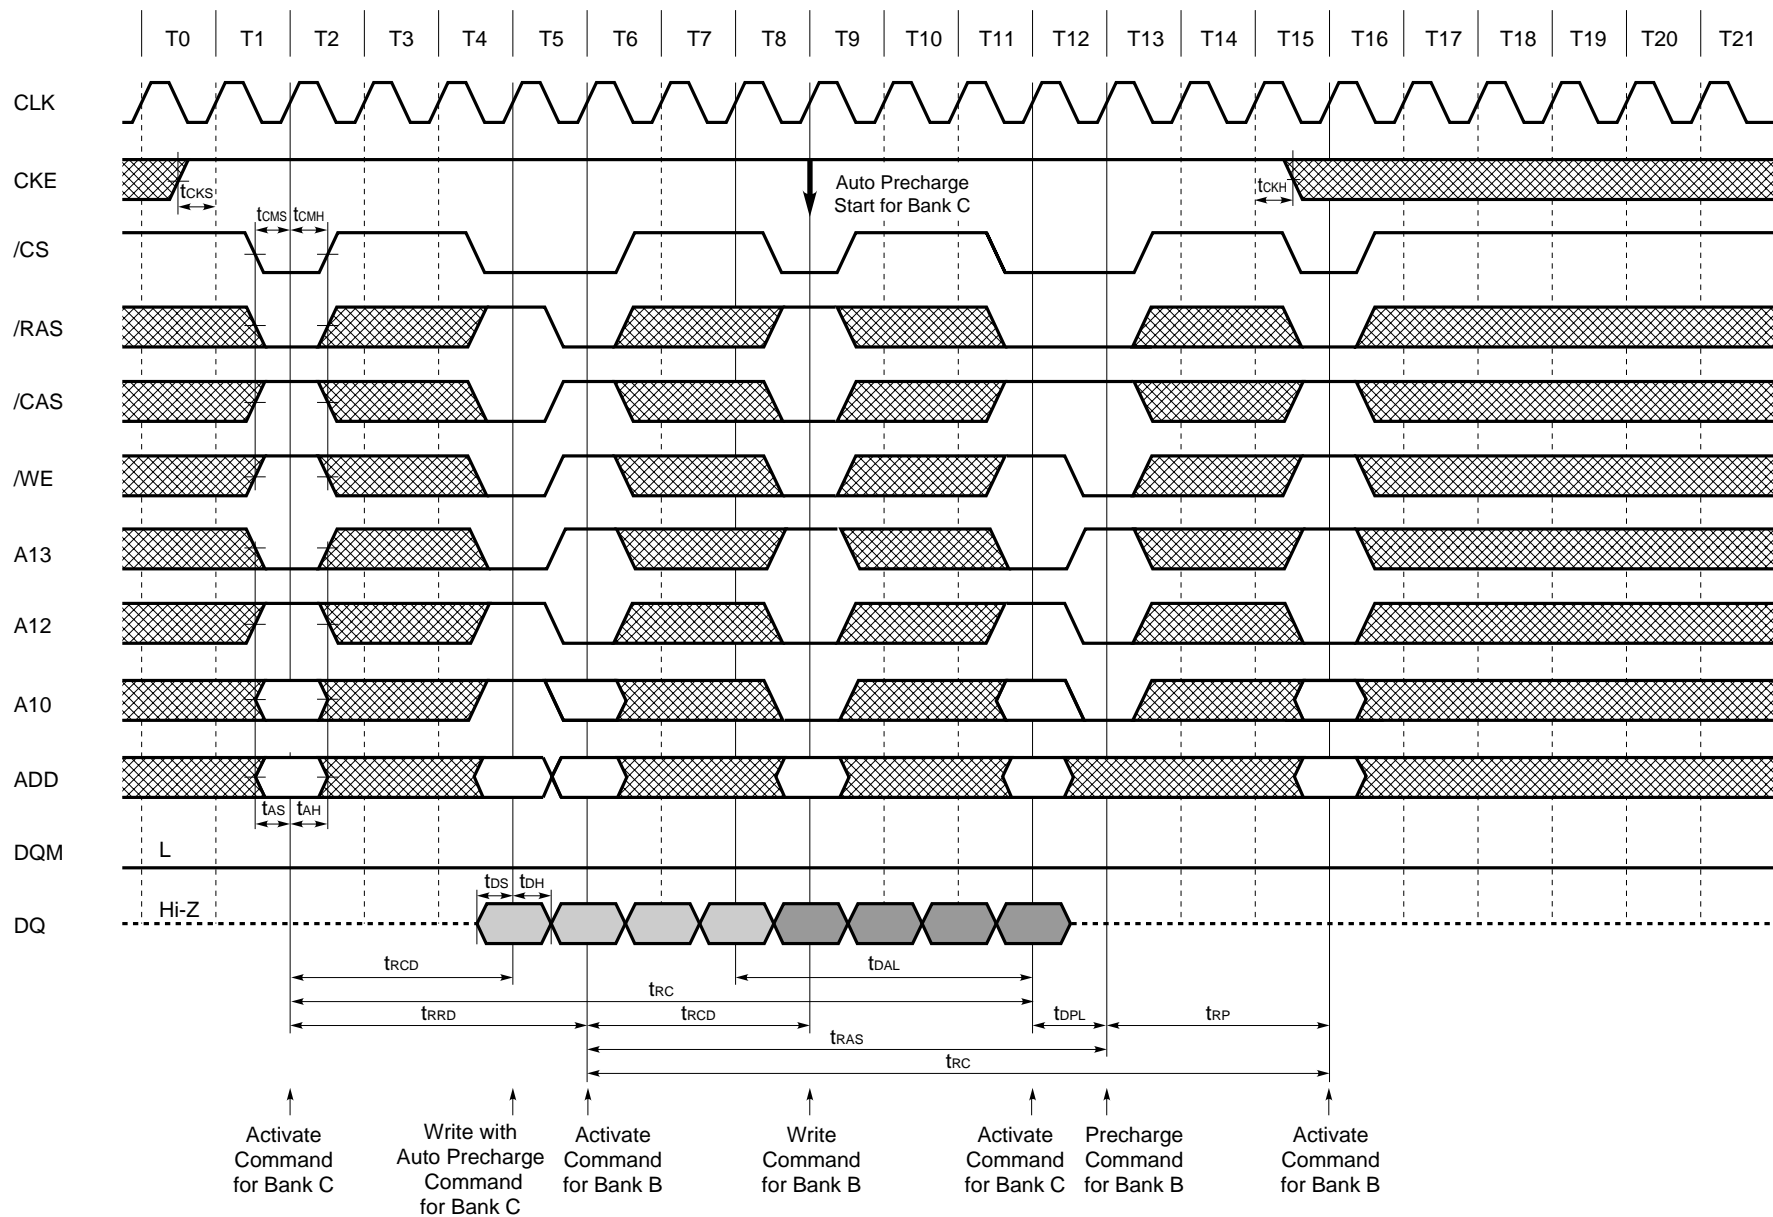 T0 T1 T2 T3 T4 T5 T6 T7 T8 T9 T10 T11 T12 T13 T14 T15 T16 T17 T18 T19 T20 T21
CLK
CKE
tCKS
Auto Precharge
Start for Bank C
tCKH
tCMS tCMH
/CS
/RAS
/CAS
/WE
A13
A12
A10
ADD
tAS tAH
DQM
L
tDS tDH
Hi-Z
DQ
tRCD
tDAL
tRC
tRRD
tRCD
tDPL
tRP
tRAS
tRC
Activate
Command
for Bank C
Write with
Auto Precharge
Command
for Bank C
Activate
Command
for Bank B
Write
Command
for Bank B
Activate
Command
for Bank C
Precharge
Command
for Bank B
Activate
Command
for Bank B